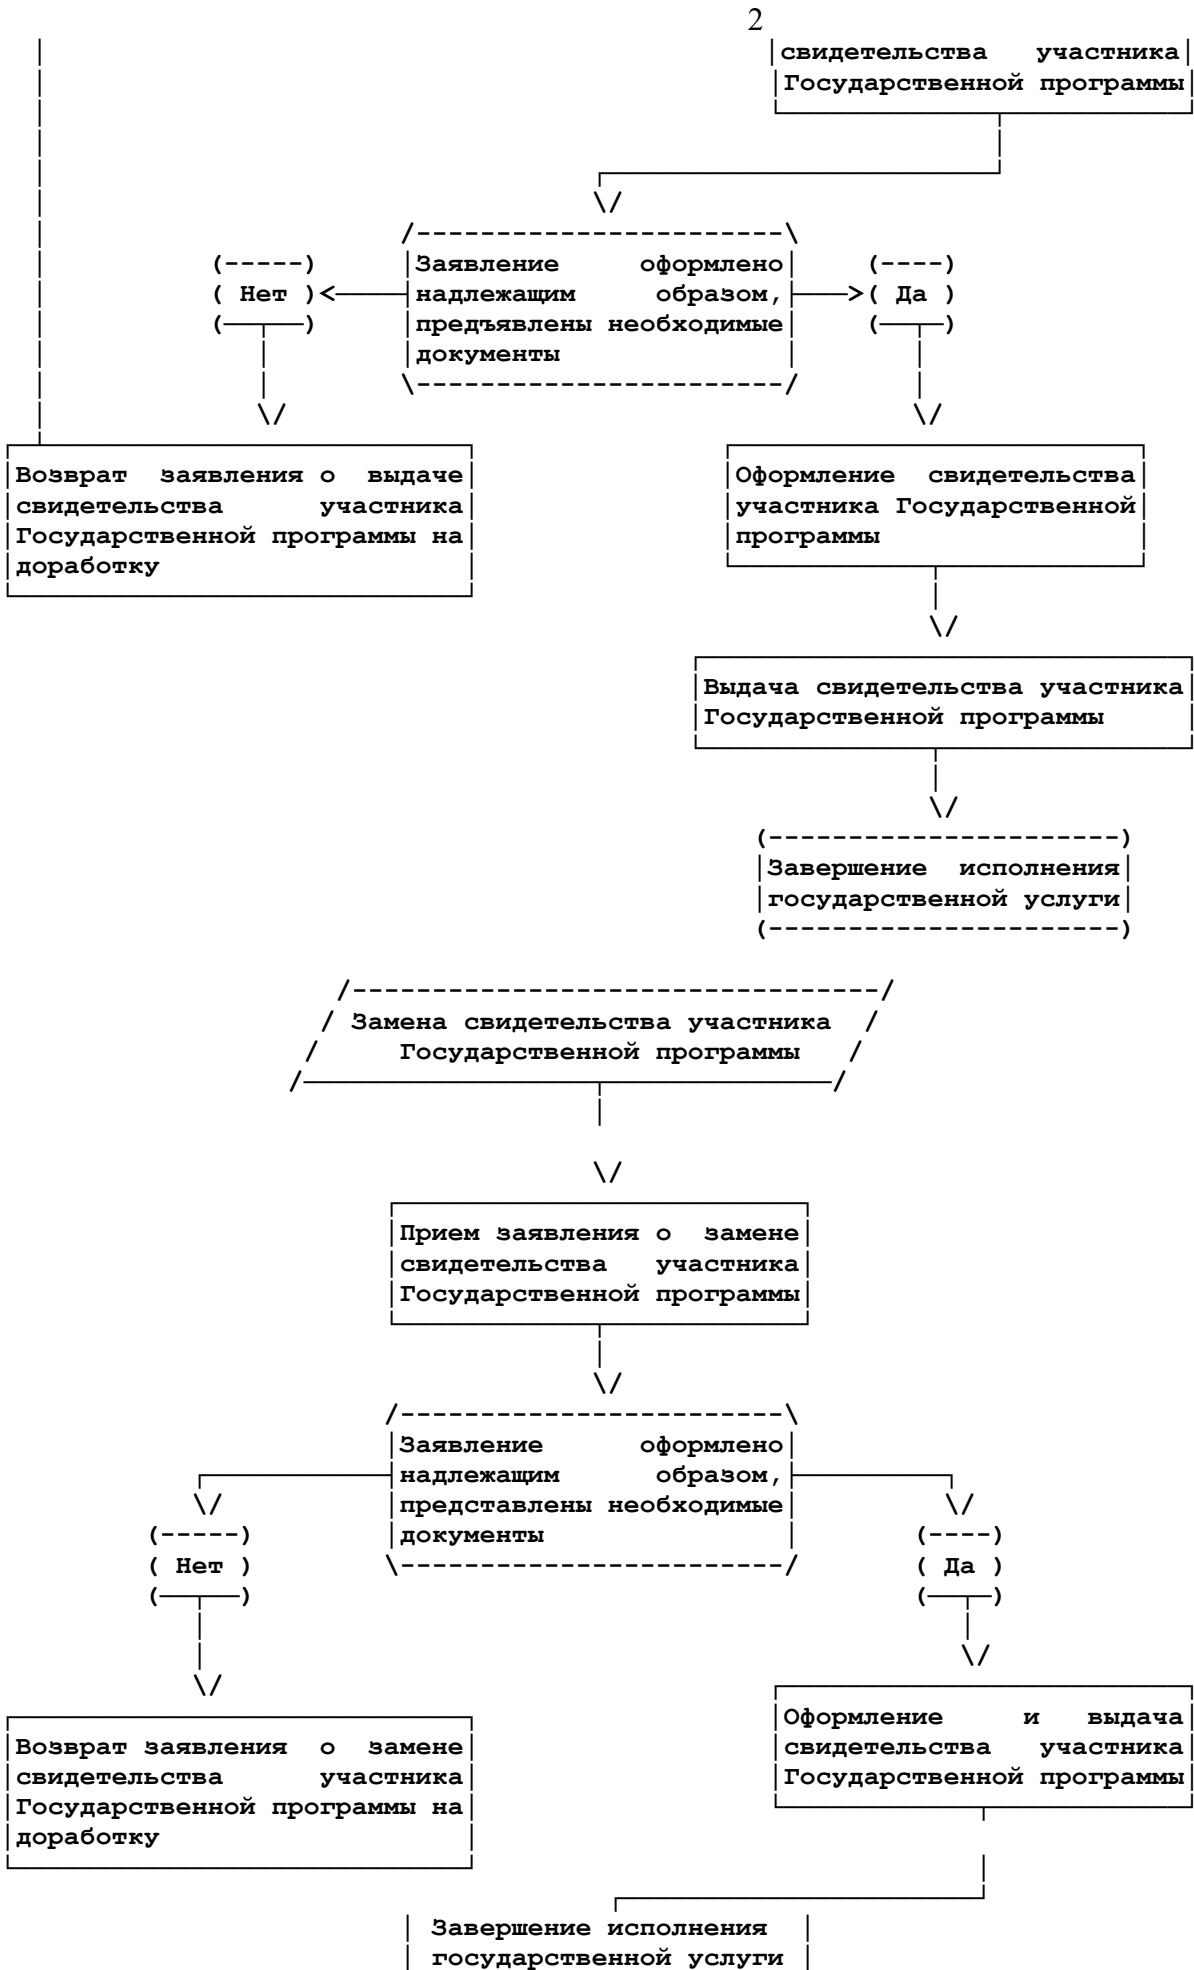 2
свидетельства участника
Государственной программы
Заявление оформлено
надлежащим образом,
предъявлены необходимые
документы
Нет
Да
Возврат заявления о выдаче
свидетельства участника
Государственной программы на
доработку
Оформление свидетельства
участника Государственной
программы
Выдача свидетельства участника
Государственной программы
Завершение исполнения
государственной услуги
Замена свидетельства участника
Государственной программы
Прием заявления о замене
свидетельства участника
Государственной программы
Заявление оформлено
надлежащим образом,
представлены необходимые
документы
Нет
Да
Возврат заявления о замене
свидетельства участника
Государственной программы на
доработку
Оформление и выдача
свидетельства участника
Государственной программы
Завершение исполнения
государственной услуги